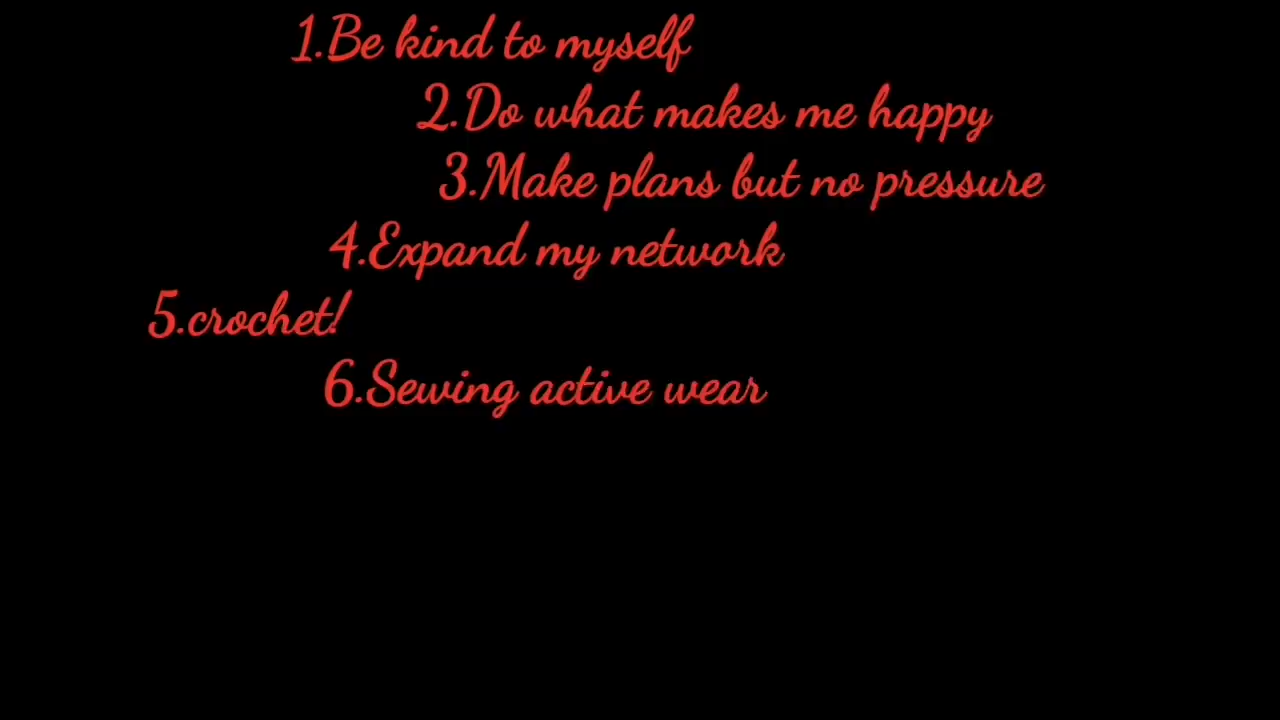 1.Be kind to myself
2.Do what makes me happy
3.Make plans but no pressure
4.Expand my network
5.crochet!
6.Sewing active wear